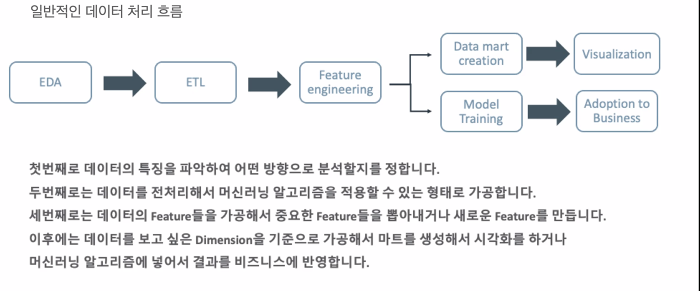 일반적인 데이터 처리 흐름
EDA
ETL
Feature
engineering
Data mart
creation
Visualization
Model
Training
Adoption to
Business
첫번째로 데이터의 특징을 파악하여 어떤 방향으로 분석할지를 정합니다.
두번째로는 데이터를 전처리해서 머신러닝 알고리즘을 적용할 수 있는 형태로 가공합니다.
세번째로는 데이터의 Feature들을 가공해서 중요한 Feature들을 뽑아내거나 새로운 Feature를 만듭니다.
이후에는 데이터를 보고 싶은 Dimension을 기준으로 가공해서 마트를 생성해서 시각화를 하거나
머신러닝 알고리즘에 넣어서 결과를 비즈니스에 반영합니다.